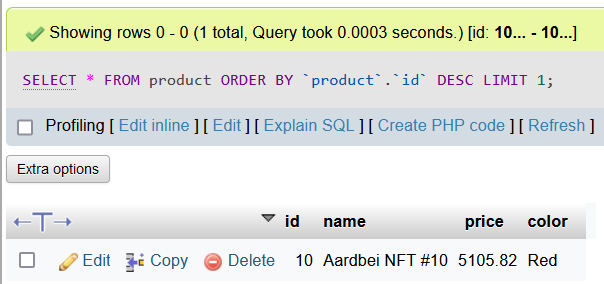 Showing rows 0 - 0 (1 total, Query took 0.0003 seconds.) [id: 10... - 10...]
SELECT * FROM product ORDER BY `product`.`id` DESC LIMIT 1;
Profiling [ Edit inline ] [ Edit ] [ Explain SQL ] [ Create PHP code ] [ Refresh ]
Extra options
id name price color
Edit Copy Delete 10 Aardbei NFT #10 5105.82 Red